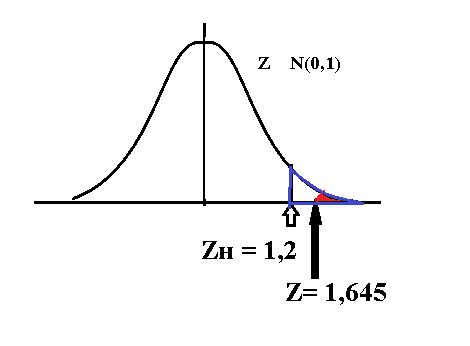 Z N(0,1)
ZH = 1,2
Z= 1,645